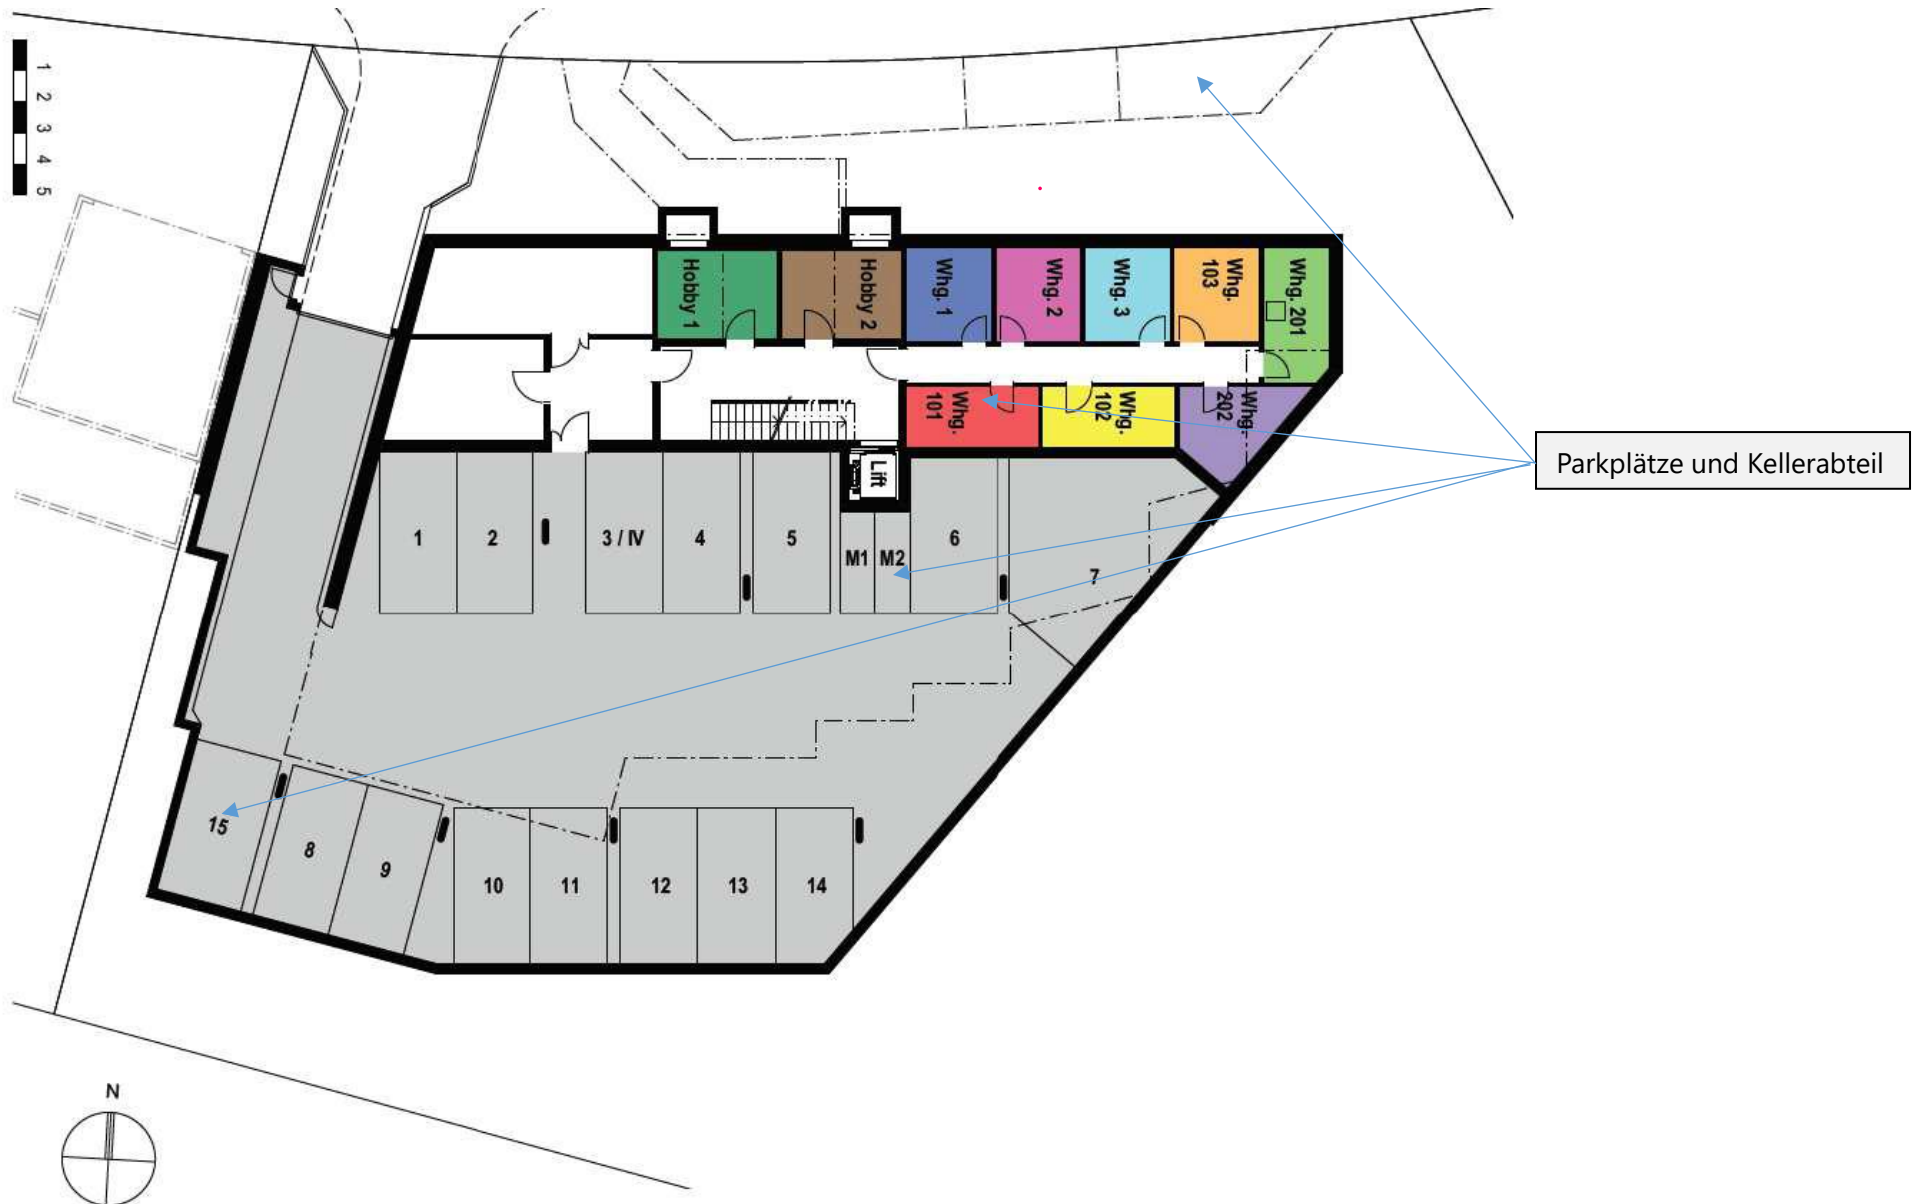 1
2
3
4
5
Hobby 1
Hobby 2
Whg. 1
Whg. 2
Whg. 3
Whg.
103
Whg. 201
Whg.
101
Whg.
102
Whg.
202
Parkplätze und Kellerabteil
Lift
1
2
3 / IV
4
5
M1
M2
6
7
15
8
9
10
11
12
13
14
N